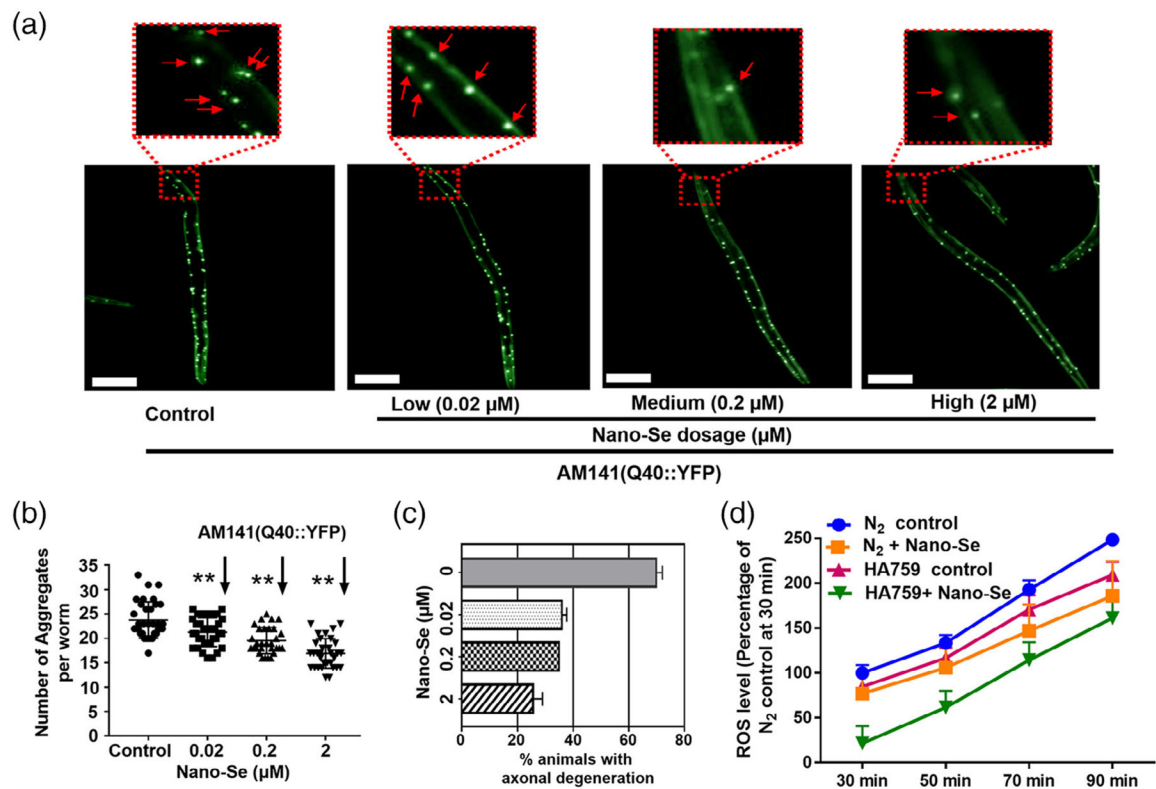 (a)
Control
Low (0.02 µM)
Medium (0.2 µM)
High (2 µM)
Nano-Se dosage (µM)
AM141(Q40::YFP)
(b)
AM141(Q40::YFP)
Number of Aggregates
per worm
35
30
25
20
15
10
5
0
**
**
**
Control
0.02
0.2
2
Nano-Se (µM)
(c)
Nano-Se (µM)
0
0.02
0.2
2
0
20
40
60
80
% animals with
axonal degeneration
(d)
ROS level (Percentage of
N2 control at 30 min)
250
200
150
100
50
0
N2 control
N2 + Nano-Se
HA759 control
HA759+ Nano-Se
30 min
50 min
70 min
90 min